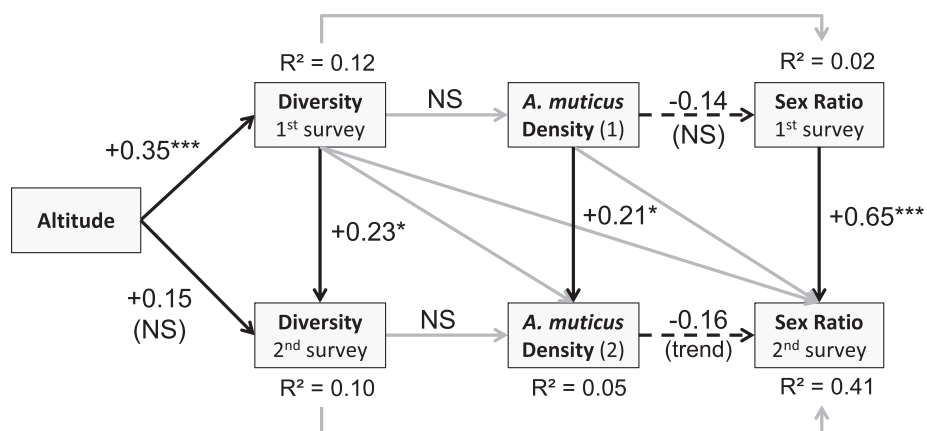 R² = 0.12
R² = 0.02
Diversity
1st survey
NS
A. muticus
Density (1)
-0.14
(NS)
Sex Ratio
1st survey
+0.35***
Altitude
+0.23*
+0.21*
+0.65***
+0.15
(NS)
Diversity
2nd survey
NS
A. muticus
Density (2)
-0.16
(trend)
Sex Ratio
2nd survey
R² = 0.10
R² = 0.05
R² = 0.41